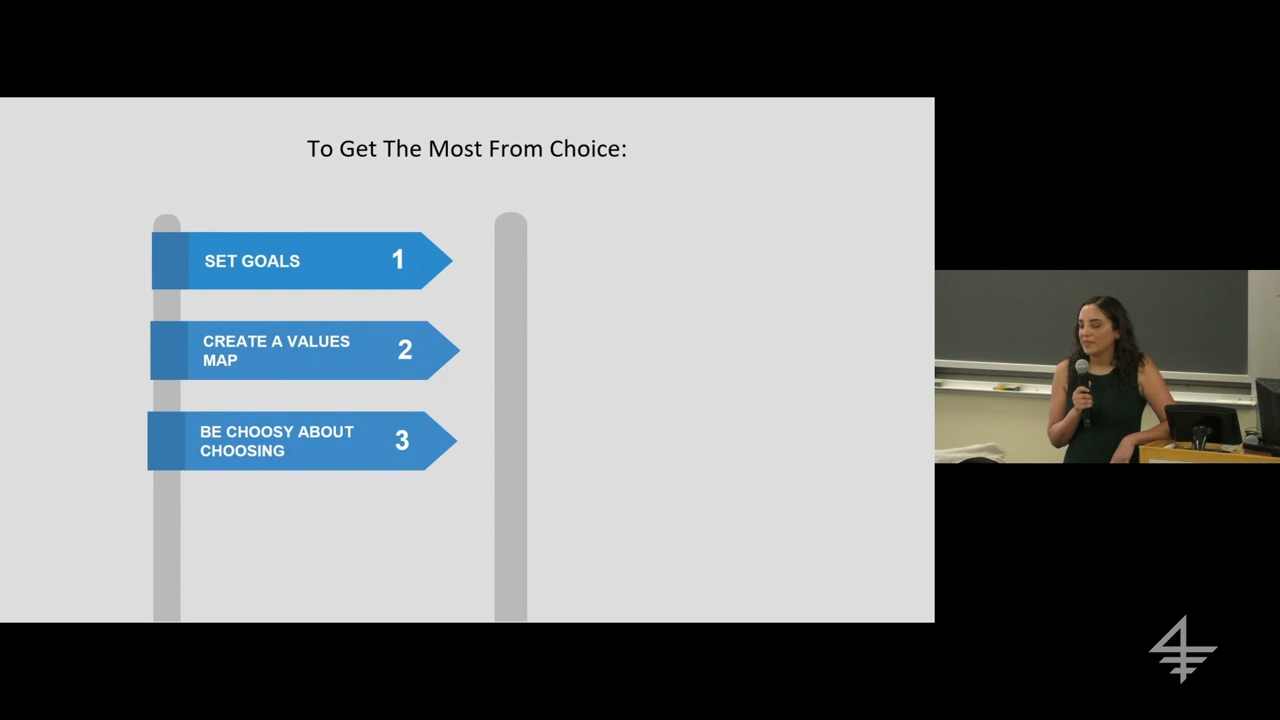 To Get The Most From Choice:
SET GOALS 1
CREATE A VALUES
MAP 2
BE CHOOSY ABOUT
CHOOSING 3